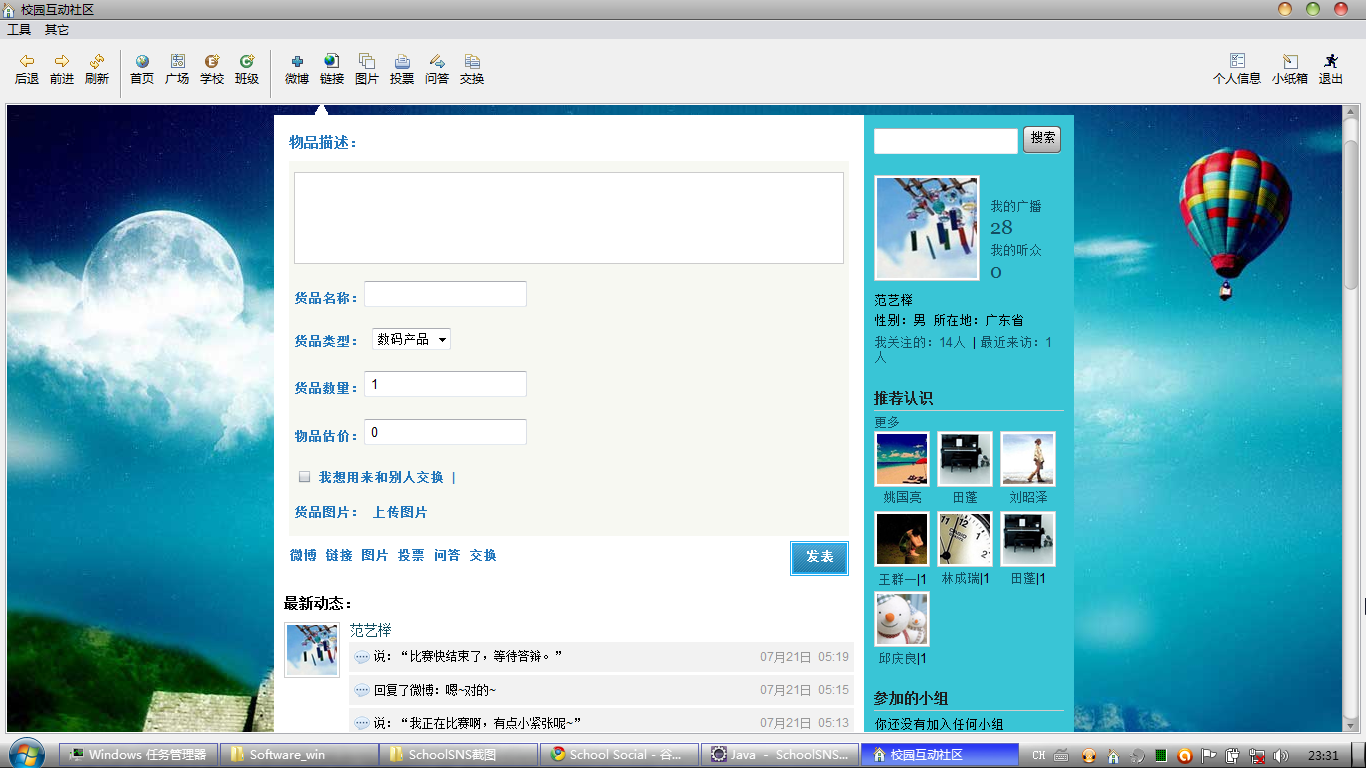 校园互动社区
工具 其它
后退 前进 刷新 首页 广场 学校 班级 微博 链接 图片 投票 问答 交换 个人信息 小纸箱 退出
物品描述：
货品名称：
货品类型： 数码产品
货品数量： 1
物品估价： 0
我想用来和别人交换 |
货品图片： 上传图片
微博 链接 图片 投票 问答 交换 发表
最新动态：
范艺榉
说：“比赛快结束了，等待答辩。” 07月21日 05:19
回复了微博：嗯~对的~ 07月21日 05:15
说：“我正在比赛啊，有点小紧张呢~” 07月21日 05:13
搜索
我的广播
28
我的听众
0
范艺榉
性别：男 所在地：广东省
我关注的：14人 | 最近来访：1
人
推荐认识
更多
姚国亮 田蓬 刘昭泽
王群一|1 林成瑞|1 田蓬|1
邱庆良|1
参加的小组
你还没有加入任何小组
Windows 任务管理器 Software_win SchoolSNS截图 School Social - 谷... Java - SchoolSNS... 校园互动社区 CH 23:31